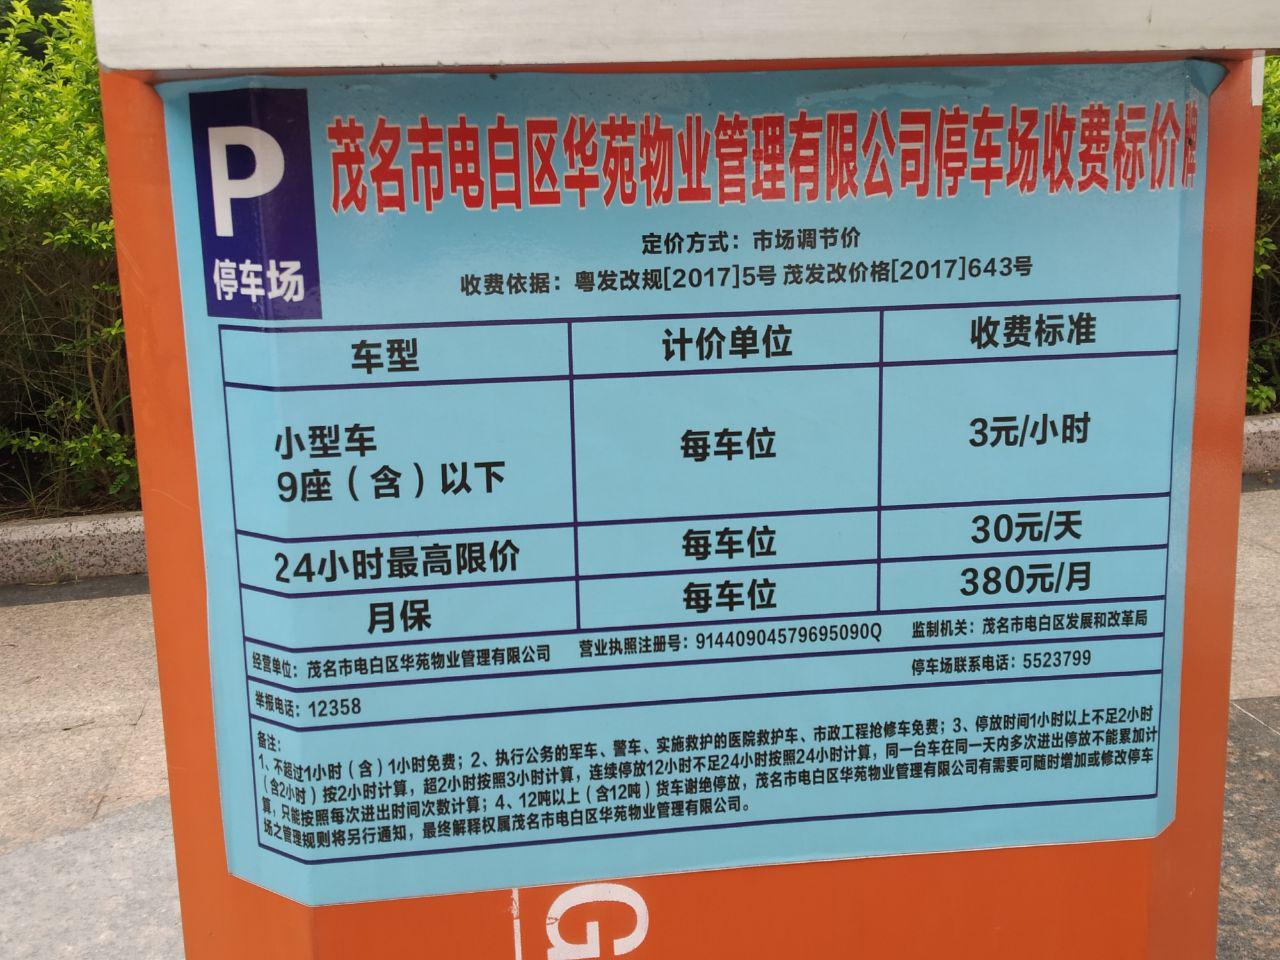 P
停车场
茂名市电白区华苑物业管理有限公司停车场收费标价牌
定价方式：市场调节价
收费依据：粤发改规[2017]5号 茂发改价格[2017]643号
车型 计价单位 收费标准
小型车
9座（含）以下 每车位 3元/小时
24小时最高限价 每车位 30元/天
月保 每车位 380元/月
经营单位：茂名市电白区华苑物业管理有限公司 营业执照注册号：91440904579695090Q 监制机关：茂名市电白区发展和改革局
举报电话：12358 停车场联系电话：5523799
备注：
1、不超过1小时（含）1小时免费；2、执行公务的军车、警车、实施救护的医院救护车、市政工程抢修车免费；3、停放时间1小时以上不足2小时
（含2小时）按2小时计算，超2小时按照3小时计算，连续停放12小时不足24小时按照24小时计算，同一台车在同一天内多次进出停放不能累加计
算，只能按照每次进出时间次数计算；4、12吨以上（含12吨）货车谢绝停放，茂名市电白区华苑物业管理有限公司有需要可随时增加或修改停车
场之管理规则将另行通知，最终解释权属茂名市电白区华苑物业管理有限公司。
G